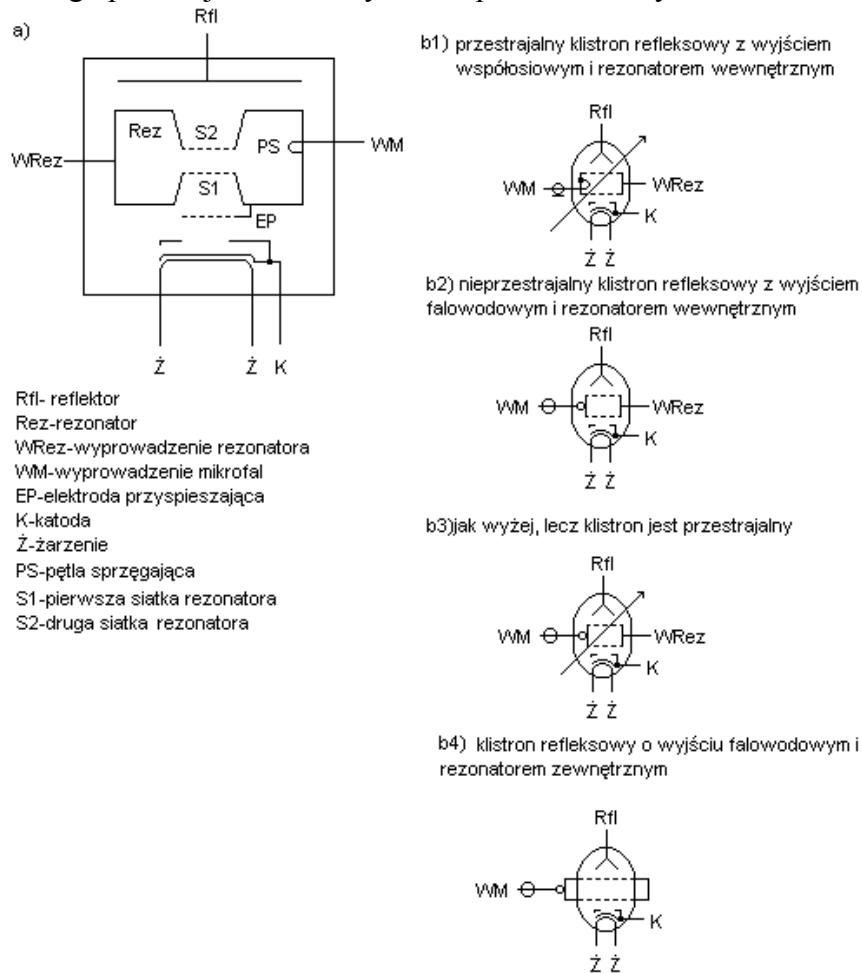 Rfl
a)
Rez
S2
PS
WM
WRez
S1
EP
Ż
Ż
K
Rfl- reflektor
Rez-rezonator
WRez-wyprowadzenie rezonatora
WM-wyprowadzenie mikrofal
EP-elektroda przyspieszająca
K-katoda
Ż-żarzenie
PS-pętla sprzęgająca
S1-pierwsza siatka rezonatora
S2-druga siatka rezonatora
b1) przestrajalny klistron refleksowy z wyjściem
współosiowym i rezonatorem wewnętrznym
Rfl
WM
WRez
K
Ż Ż
b2) nieprzestrajalny klistron refleksowy z wyjściem
falowodowym i rezonatorem wewnętrznym
Rfl
WM
WRez
K
Ż Ż
b3)jak wyżej, lecz klistron jest przestrajalny
Rfl
WM
WRez
K
Ż Ż
b4) klistron refleksowy o wyjściu falowodowym i
rezonatorem zewnętrznym
Rfl
WM
K
Ż Ż